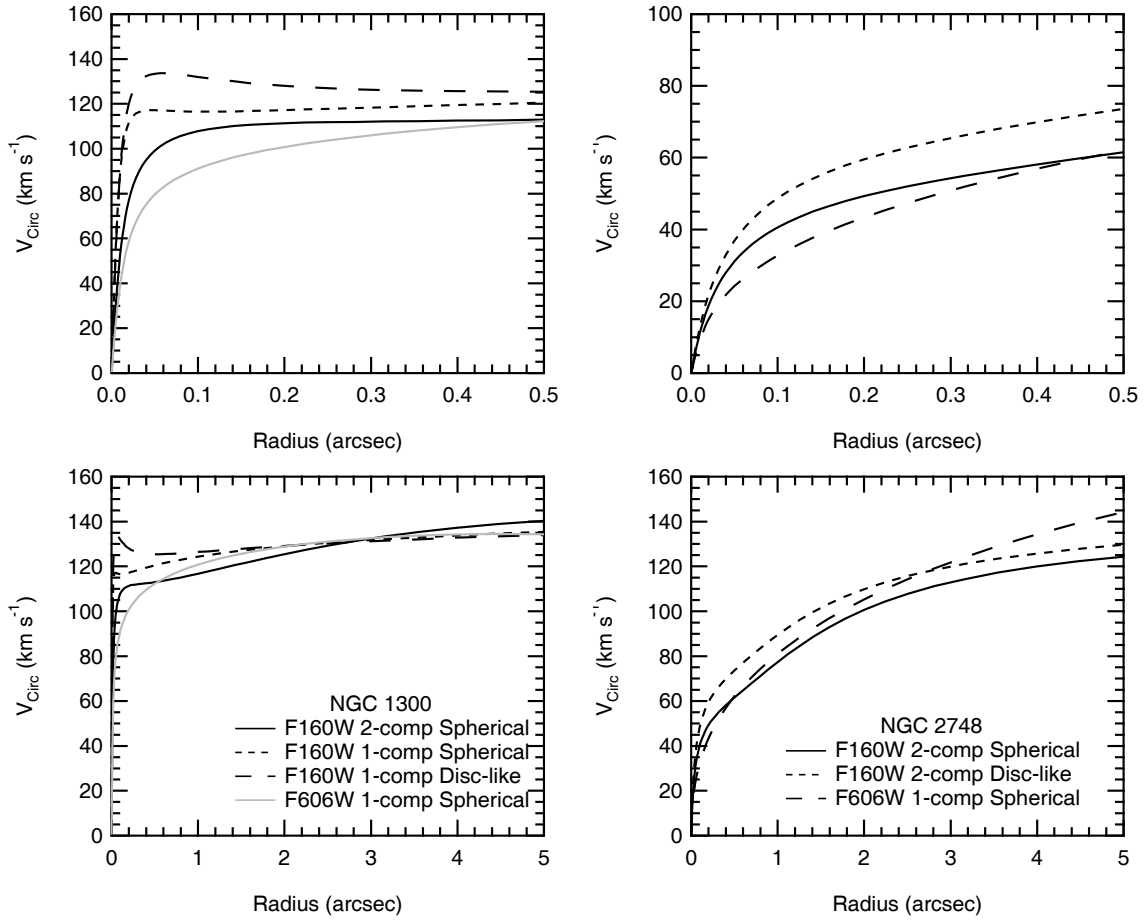 160
140
120
100
80
60
40
20
0
V_Circ (km s⁻¹)
0.0 0.1 0.2 0.3 0.4 0.5
Radius (arcsec)
100
80
60
40
20
0
V_Circ (km s⁻¹)
0.0 0.1 0.2 0.3 0.4 0.5
Radius (arcsec)
160
140
120
100
80
60
40
20
0
V_Circ (km s⁻¹)
NGC 1300
F160W 2-comp Spherical
F160W 1-comp Spherical
F160W 1-comp Disc-like
F606W 1-comp Spherical
0 1 2 3 4 5
Radius (arcsec)
160
140
120
100
80
60
40
20
0
V_Circ (km s⁻¹)
NGC 2748
F160W 2-comp Spherical
F160W 2-comp Disc-like
F606W 1-comp Spherical
0 1 2 3 4 5
Radius (arcsec)